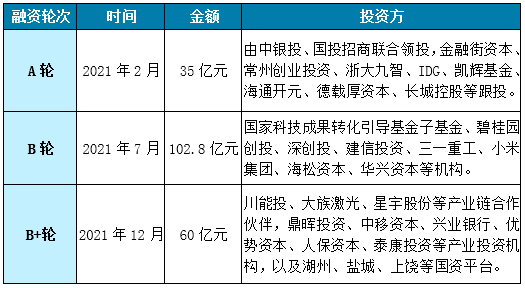 融资轮次 时间 金额 投资方
A 轮 2021 年 2 月 35 亿元
由中银投、国投招商联合领投，金融街资本、
常州创业投资、浙大九智、IDG、凯辉基金、
海通开元、德载厚资本、长城控股等跟投。
B 轮 2021 年 7 月 102.8 亿元
国家科技成果转化引导基金子基金、碧桂园
创投、深创投、建信投资、三一重工、小米
集团、海松资本、华兴资本等机构。
B+轮 2021 年 12 月 60 亿元
川能投、大族激光、星宇股份等产业链合作
伙伴，鼎晖投资、中移资本、兴业银行、优
势资本、人保资本、泰康投资等产业投资机
构，以及湖州、盐城、上饶等国资平台。